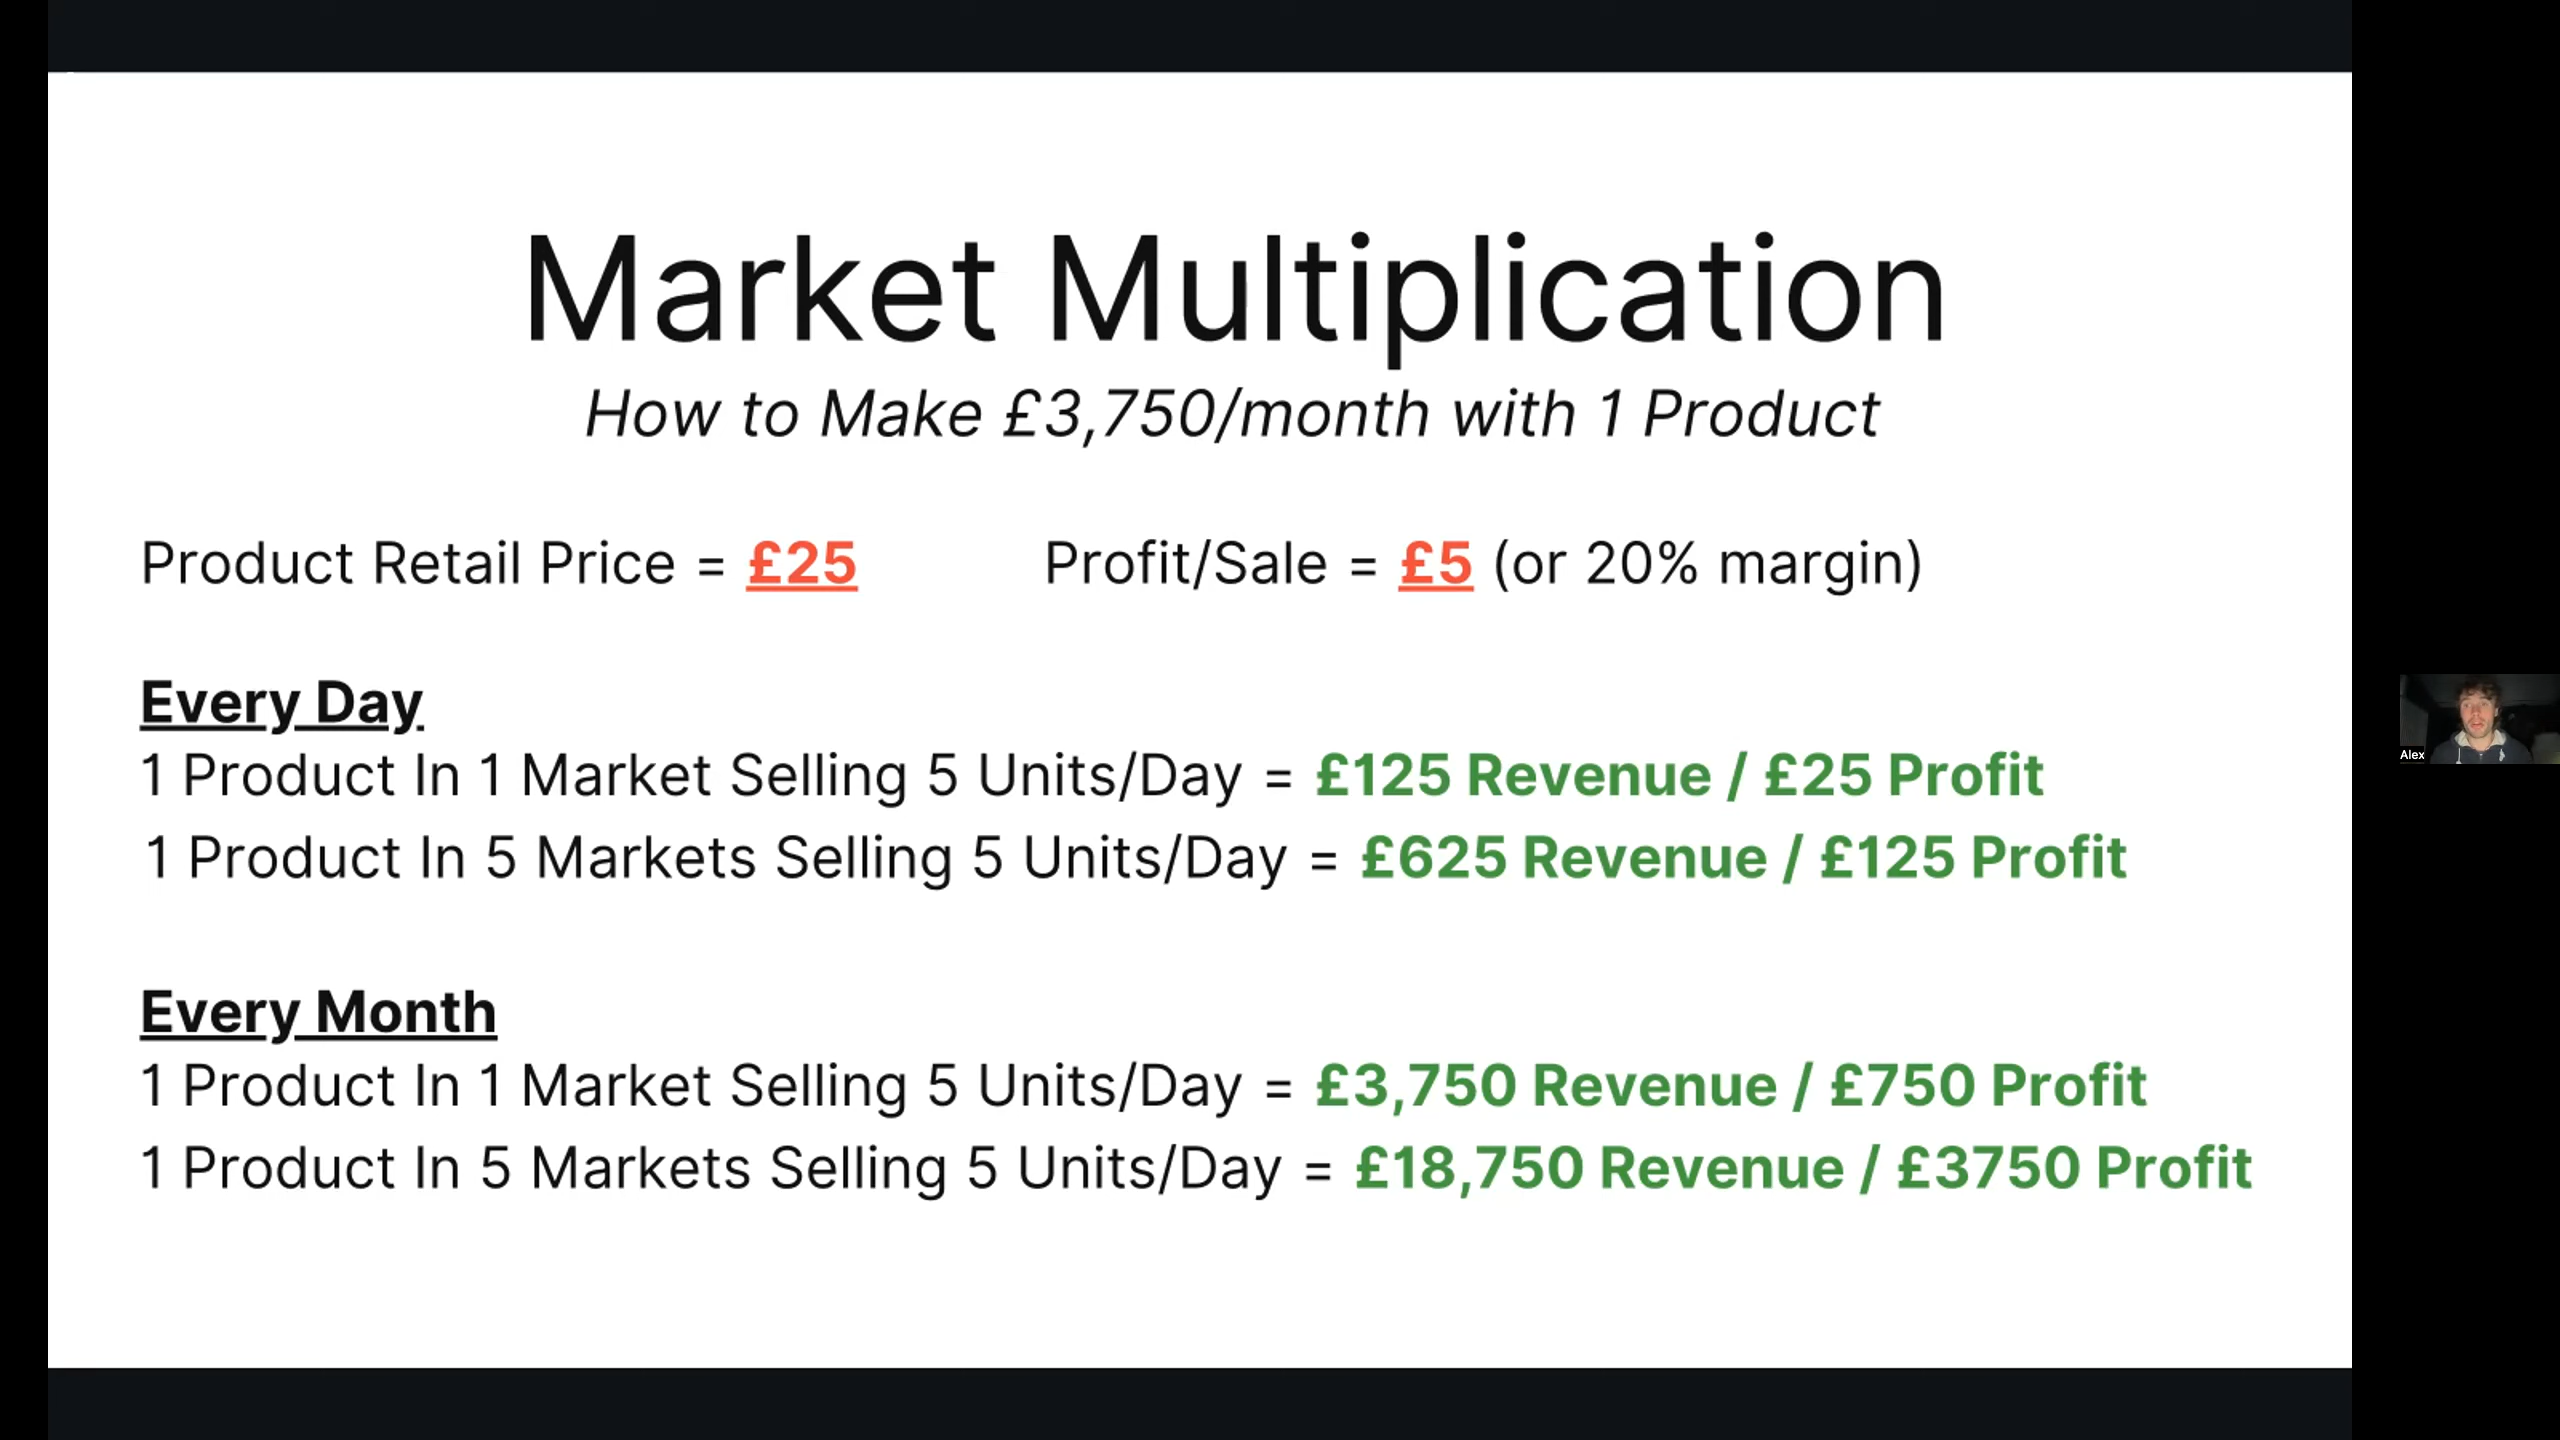 Market Multiplication
How to Make £3,750/month with 1 Product
Product Retail Price = £25
Profit/Sale = £5 (or 20% margin)
Every Day
1 Product In 1 Market Selling 5 Units/Day = £125 Revenue / £25 Profit
1 Product In 5 Markets Selling 5 Units/Day = £625 Revenue / £125 Profit
Every Month
1 Product In 1 Market Selling 5 Units/Day = £3,750 Revenue / £750 Profit
1 Product In 5 Markets Selling 5 Units/Day = £18,750 Revenue / £3750 Profit
Alex